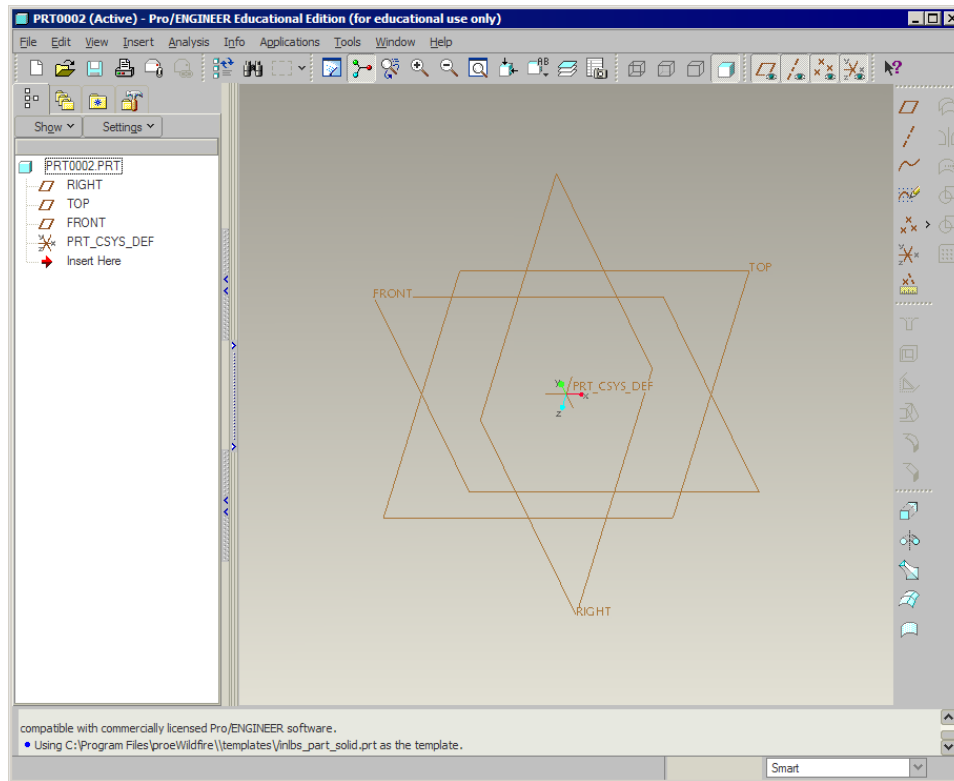 PRT0002 (Active) - Pro/ENGINEER Educational Edition (for educational use only)
File Edit View Insert Analysis Info Applications Tools Window Help
Show Settings
PRT0002.PRT
RIGHT
TOP
FRONT
PRT_CSYS_DEF
Insert Here
TOP
FRONT
Y PRT_CSYS_DEF
X
Z
RIGHT
compatible with commercially licensed Pro/ENGINEER software.
• Using C:\Program Files\proeWildfire\\templates\/inlbs_part_solid.prt as the template.
Smart